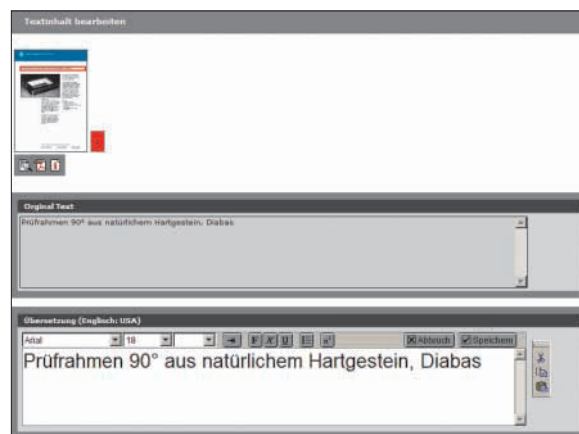 Textinhalt bearbeiten
Orginal Text
Prüfrahmen 90° aus natürlichem Hartgestein, Diabas
Übersetzung (Englisch: USA)
Arial 18 F K U Abbruch Speichern
Prüfrahmen 90° aus natürlichem Hartgestein, Diabas